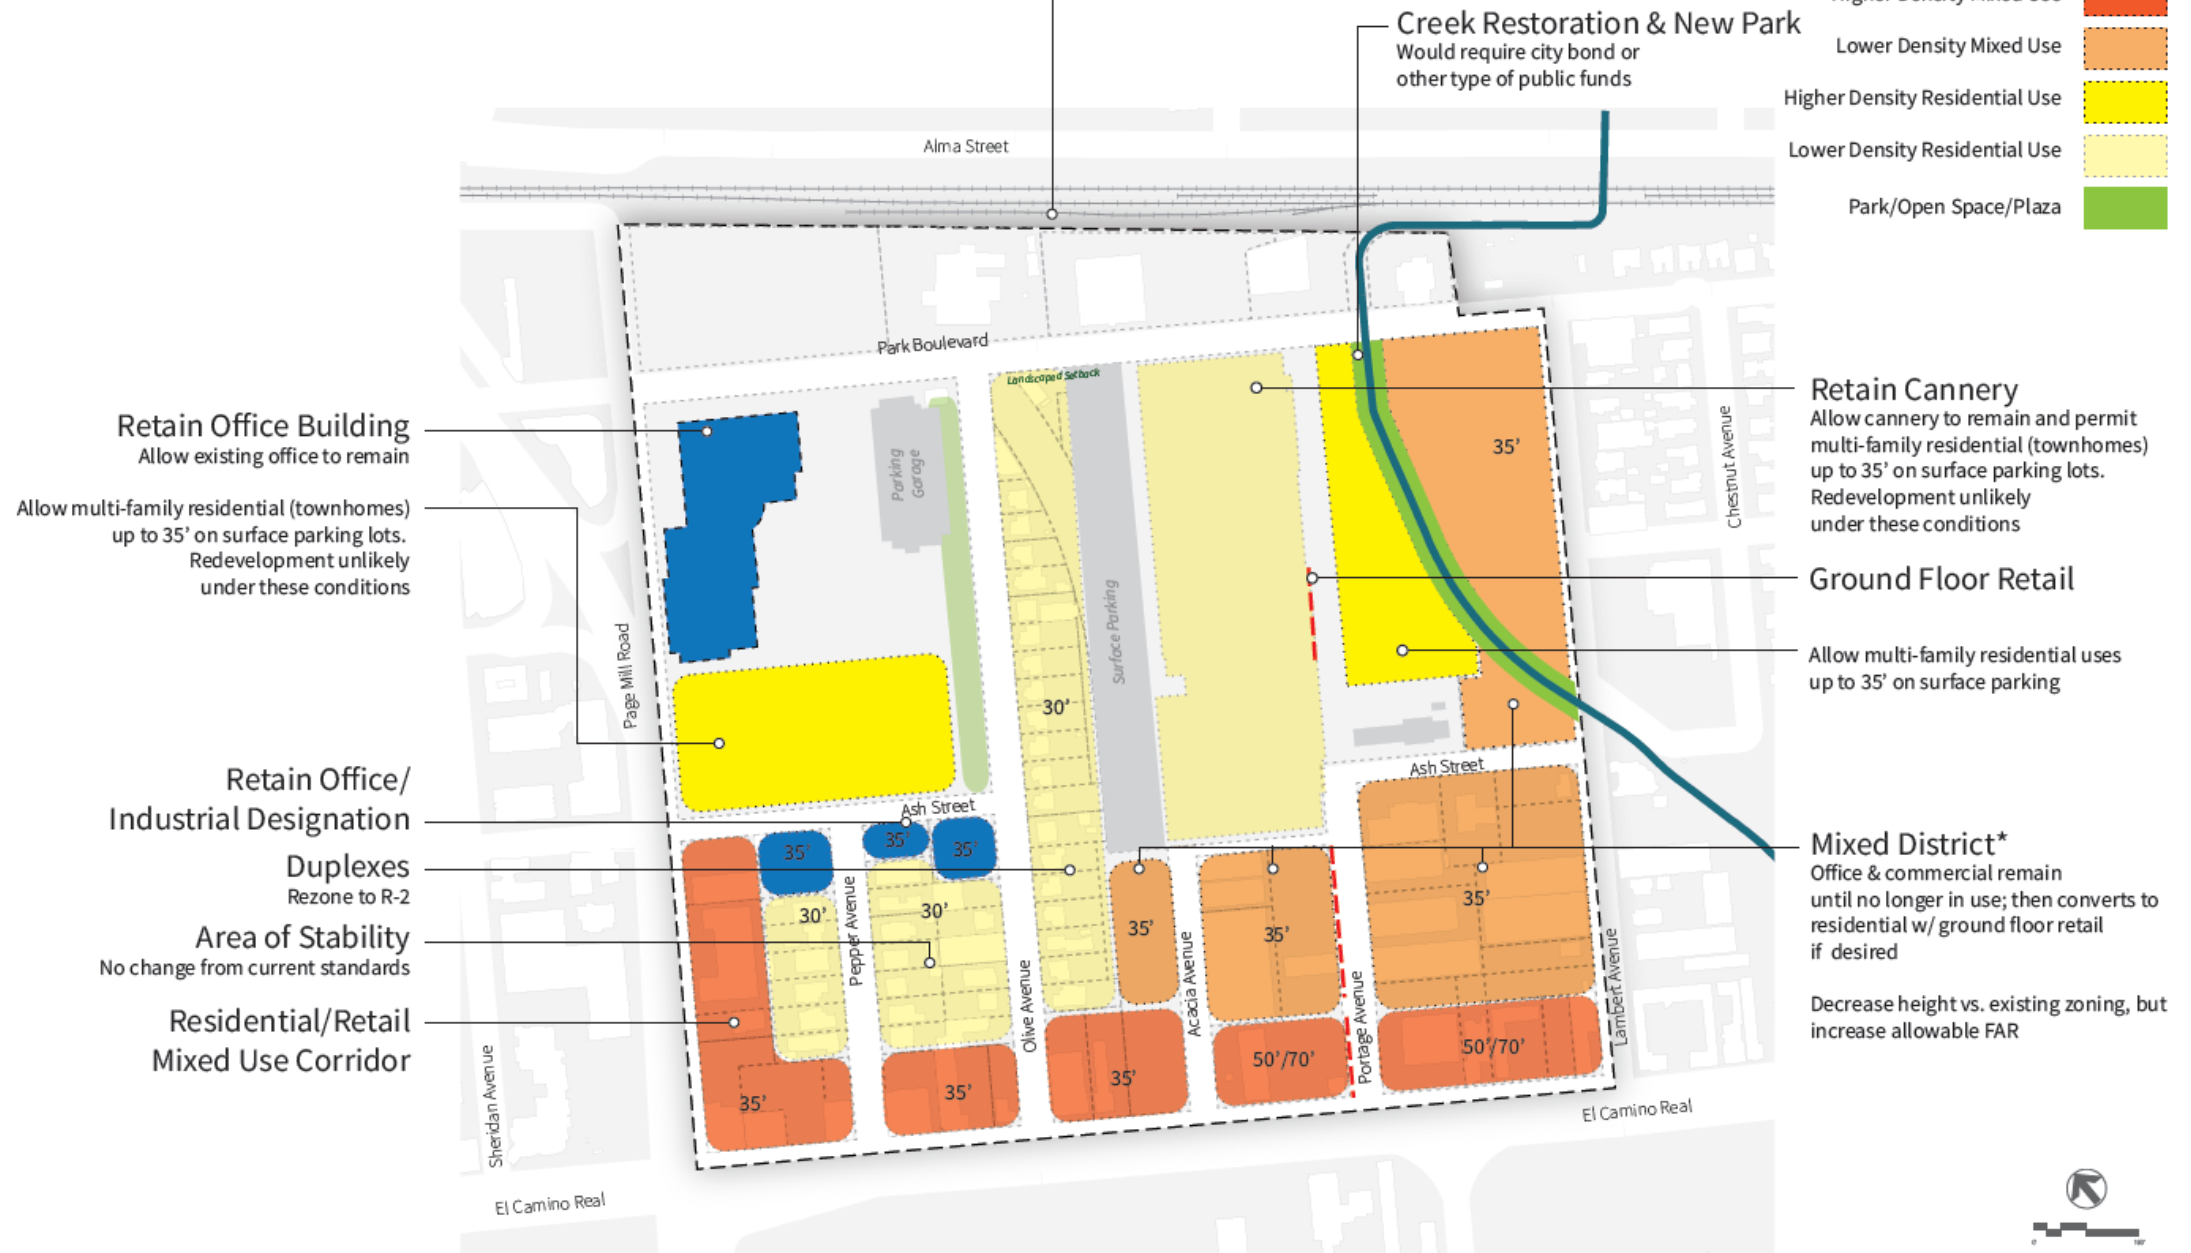 Higher Density Mixed Use
Creek Restoration & New Park
Would require city bond or
other type of public funds
Lower Density Mixed Use
Higher Density Residential Use
Lower Density Residential Use
Park/Open Space/Plaza
Alma Street
Park Boulevard
Landscaped Setback
Retain Office Building
Allow existing office to remain
Allow multi-family residential (townhomes)
up to 35’ on surface parking lots.
Redevelopment unlikely
under these conditions
Parking
Garage
Surface Parking
Page Mill Road
35’
Chestnut Avenue
Retain Cannery
Allow cannery to remain and permit
multi-family residential (townhomes)
up to 35’ on surface parking lots.
Redevelopment unlikely
under these conditions
Ground Floor Retail
Allow multi-family residential uses
up to 35’ on surface parking
30’
Ash Street
Ash Street
Retain Office/
Industrial Designation
Duplexes
Rezone to R-2
Area of Stability
No change from current standards
Residential/Retail
Mixed Use Corridor
35’
35’
35’
30’
30’
35’
35’
35’
Pepper Avenue
Olive Avenue
Acacia Avenue
Portage Avenue
Lambert Avenue
Sheridan Avenue
Mixed District*
Office & commercial remain
until no longer in use; then converts to
residential w/ ground floor retail
if desired
Decrease height vs. existing zoning, but
increase allowable FAR
35’
35’
35’
50’/70’
50’/70’
El Camino Real
El Camino Real